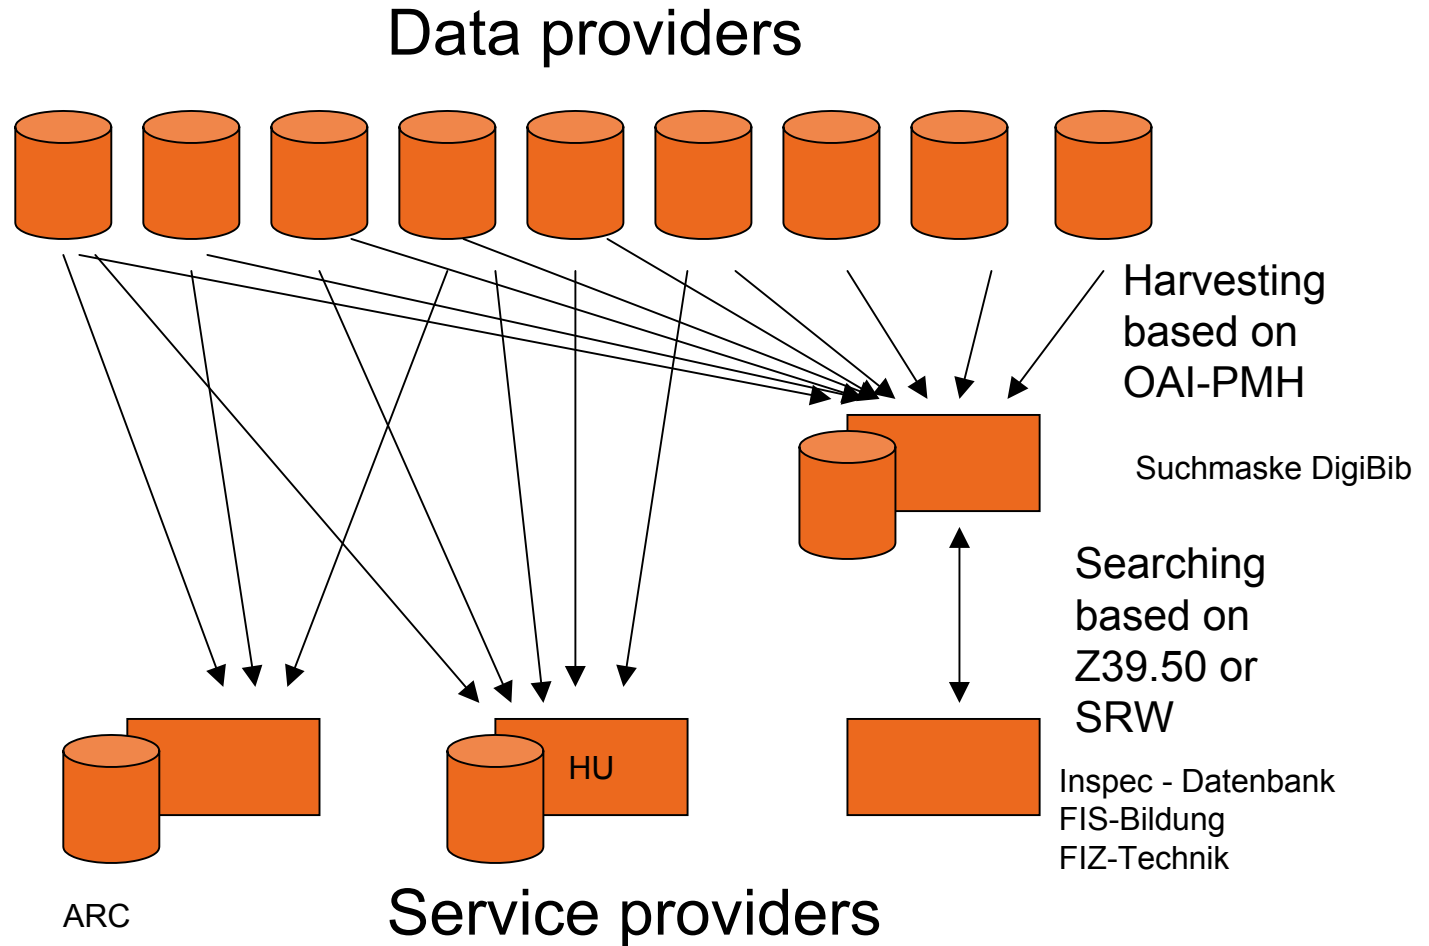 Data providers
Harvesting
based on
OAI-PMH
Suchmaske DigiBib
Searching
based on
Z39.50 or
SRW
HU
Inspec - Datenbank
FIS-Bildung
FIZ-Technik
ARC
Service providers